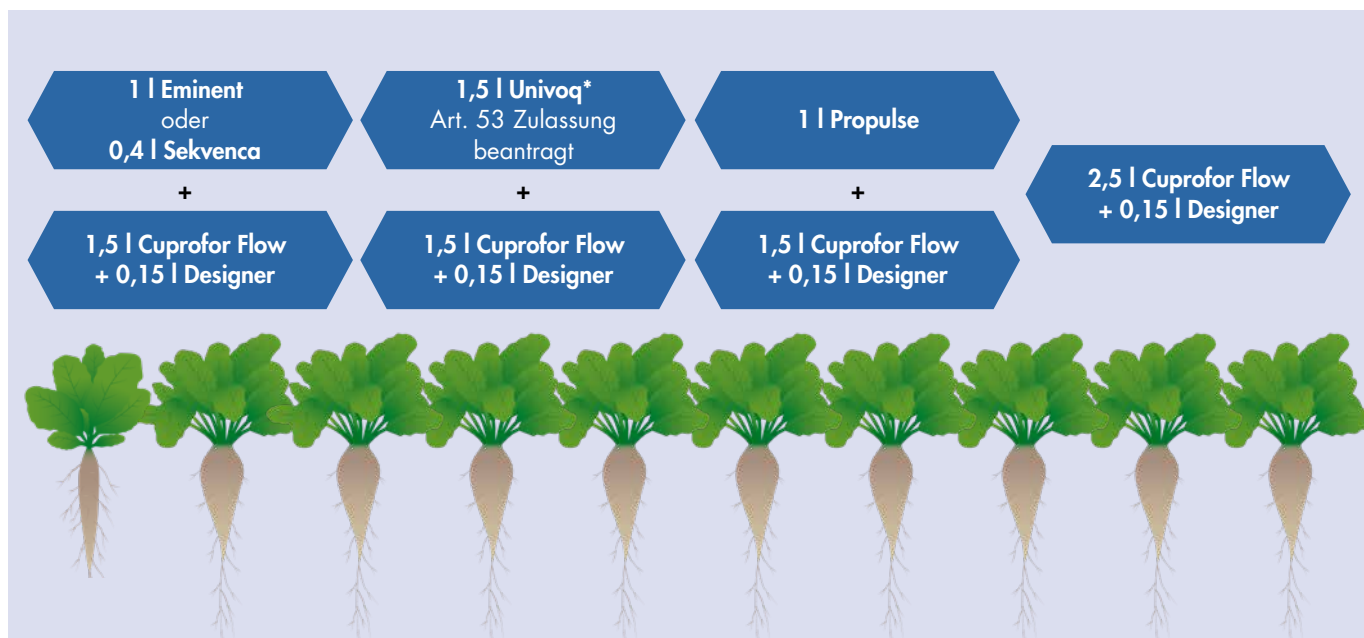 1 l Eminent
oder
0,4 l Sekvenca
+
1,5 l Cuprofor Flow
+ 0,15 l Designer
1,5 l Univoq*
Art. 53 Zulassung
beantragt
+
1,5 l Cuprofor Flow
+ 0,15 l Designer
1 l Propulse
+
1,5 l Cuprofor Flow
+ 0,15 l Designer
2,5 l Cuprofor Flow
+ 0,15 l Designer